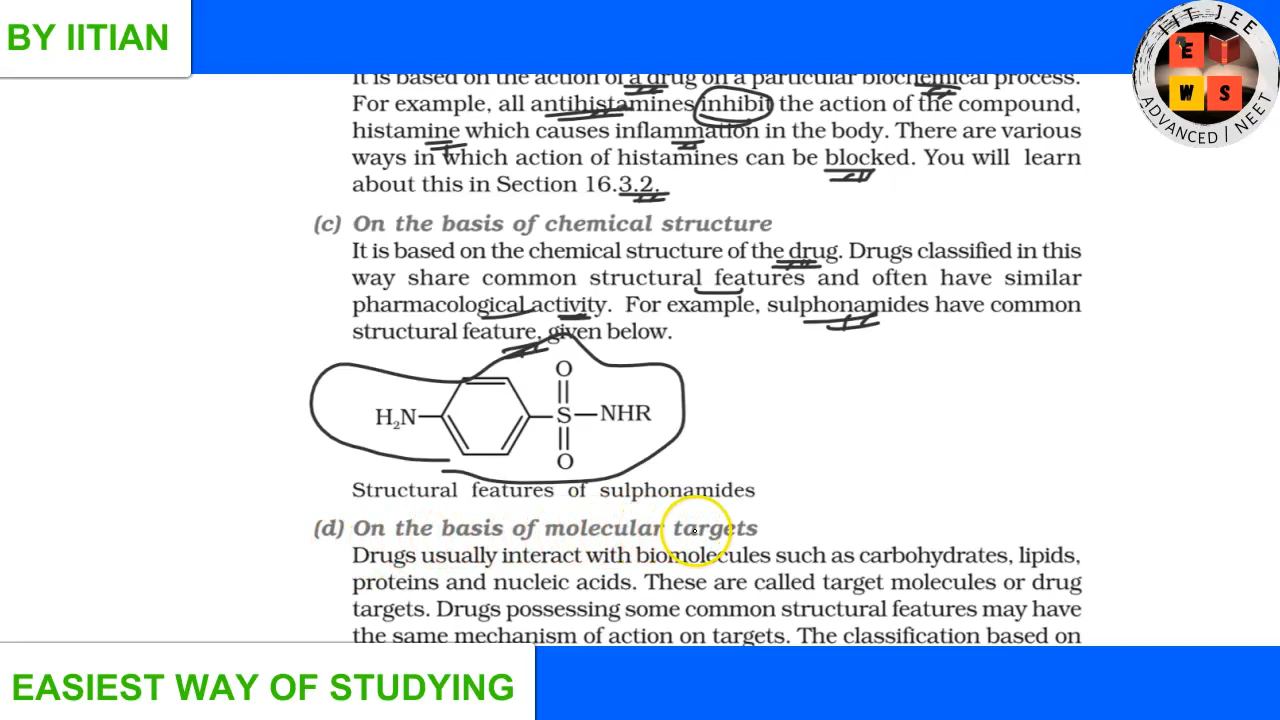 BY IITIAN
IIT JEE
E
W S
ADVANCED / NEET
It is based on the action of a drug on a particular biochemical process.
For example, all antihistamines inhibit the action of the compound,
histamine which causes inflammation in the body. There are various
ways in which action of histamines can be blocked. You will learn
about this in Section 16.3.2.
(c) On the basis of chemical structure
It is based on the chemical structure of the drug. Drugs classified in this
way share common structural features and often have similar
pharmacological activity. For example, sulphonamides have common
structural feature, given below.
O
H₂N S NHR
O
Structural features of sulphonamides
(d) On the basis of molecular targets
Drugs usually interact with biomolecules such as carbohydrates, lipids,
proteins and nucleic acids. These are called target molecules or drug
targets. Drugs possessing some common structural features may have
the same mechanism of action on targets. The classification based on
EASIEST WAY OF STUDYING